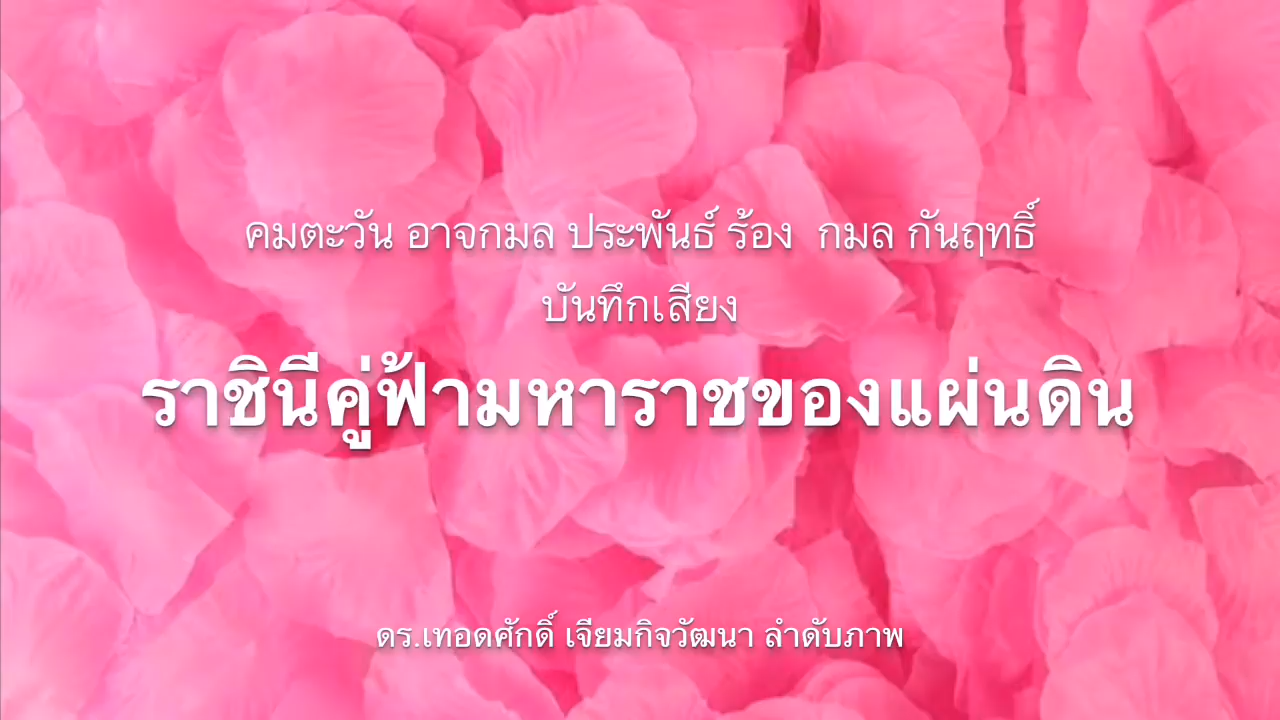 คมตะวัน อาจกมล ประพันธ์ ร้อง กมล กันฤทธิ์
บันทึกเสียง
ราชินีคู่ฟ้ามหาราชของแผ่นดิน
ดร.เทอดศักดิ์ เจียมกิจวัฒนา ลำดับภาพ